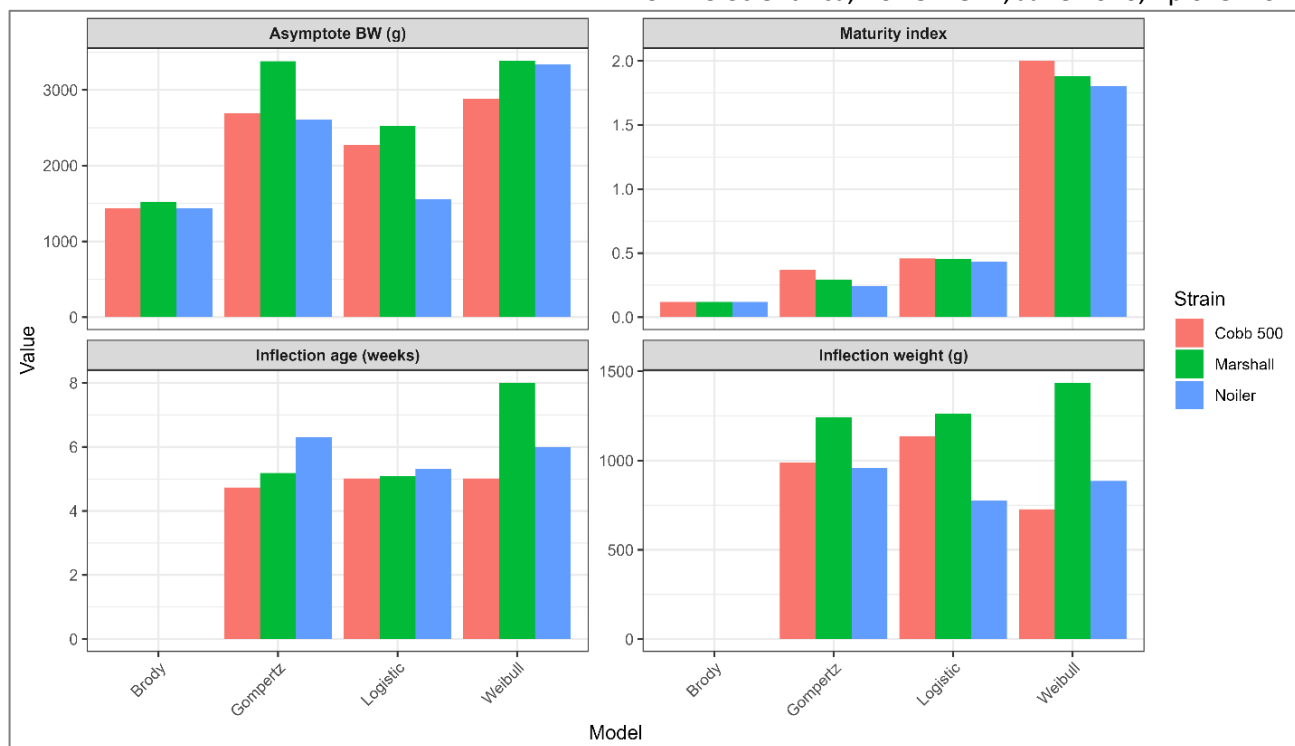 Asymptote BW (g)
Maturity index
3000
2000
1000
0
2.0
1.5
1.0
0.5
0.0
Inflection age (weeks)
Inflection weight (g)
8
6
4
2
0
1500
1000
500
0
Brody
Gompertz
Logistic
Weibull
Brody
Gompertz
Logistic
Weibull
Value
Model
Strain
Cobb 500
Marshall
Noiler